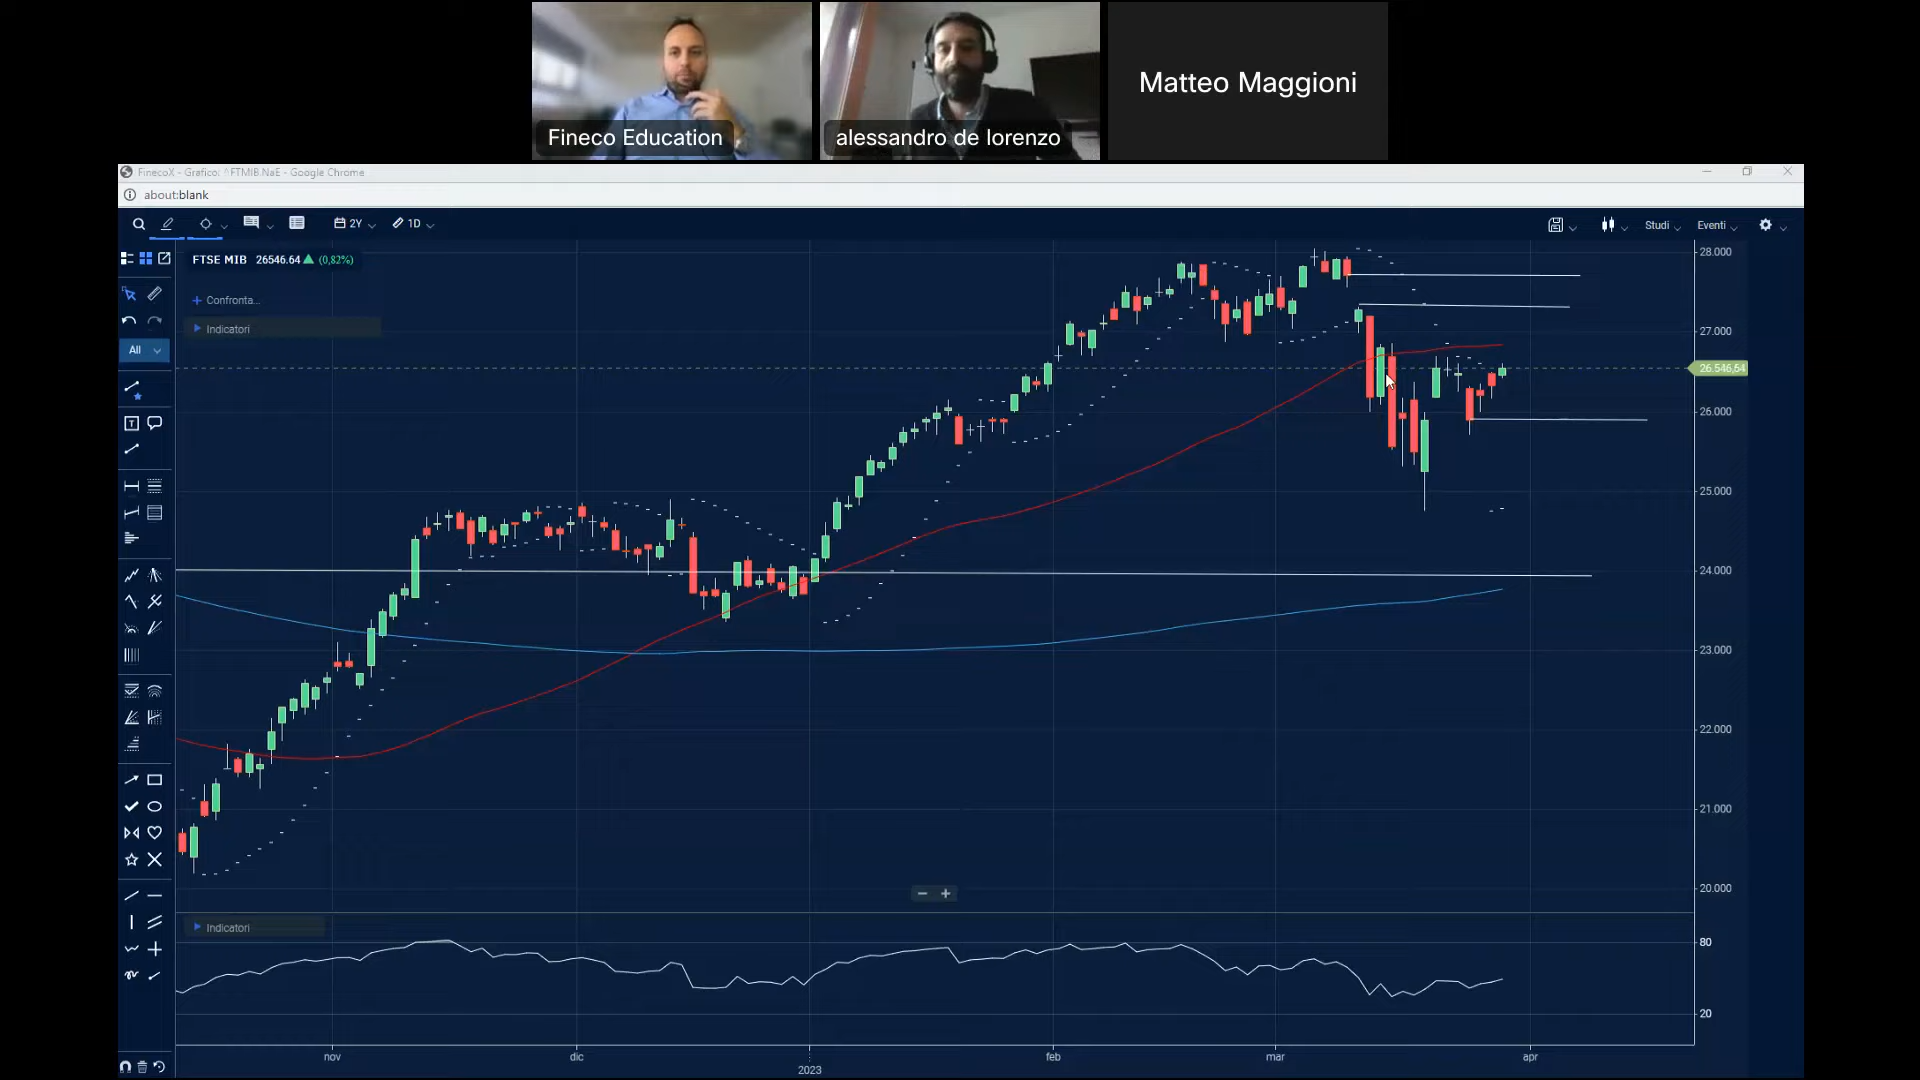 Fineco Education
alessandro de lorenzo
Matteo Maggioni
FinecoX - Grafico: ^FTMIB.NaE - Google Chrome
about:blank
2Y
1D
Studi
Eventi
FTSE MIB 26546.64 (0,82%)
+ Confronta...
Indicatori
All
28.000
27.000
26.546,54
26.000
25.000
24.000
23.000
22.000
21.000
20.000
Indicatori
80
20
nov
dic
2023
feb
mar
apr